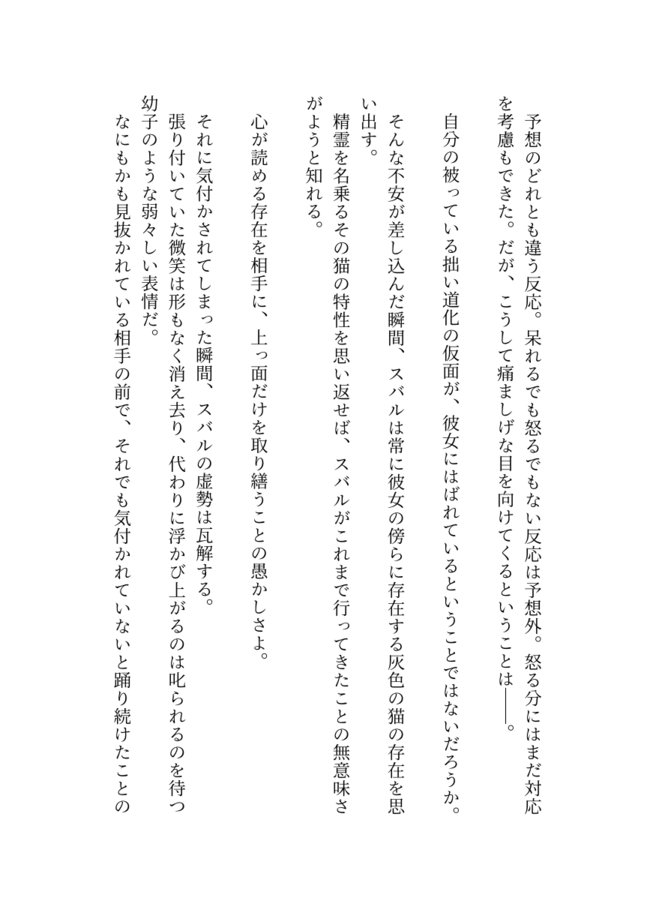 予想のどれとも違う反応。呆れるでも怒るでもない反応は予想外。怒る分にはまだ対応
を考慮もできた。だが、こうして痛ましげな目を向けてくるということは――。
自分の被っている拙い道化の仮面が、彼女にはばれているということではないだろうか。
そんな不安が差し込んだ瞬間、スバルは常に彼女の傍らに存在する灰色の猫の存在を思
い出す。
精霊を名乗るその猫の特性を思い返せば、スバルがこれまで行ってきたことの無意味さ
がようと知れる。
心が読める存在を相手に、上っ面だけを取り繕うことの愚かしさよ。
それに気付かされてしまった瞬間、スバルの虚勢は瓦解する。
張り付いていた微笑は形もなく消え去り、代わりに浮かび上がるのは叱られるのを待つ
幼子のような弱々しい表情だ。
なにもかも見抜かれている相手の前で、それでも気付かれていないと踊り続けたことの